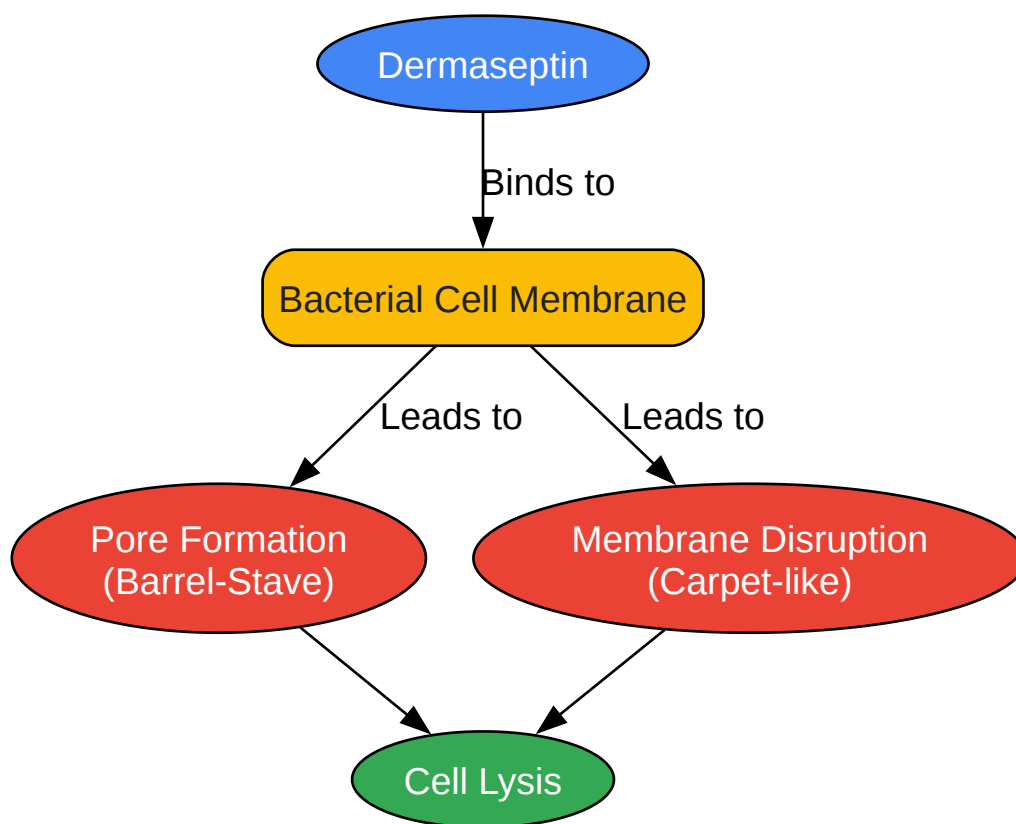 Dermaseptin
Binds to
Bacterial Cell Membrane
Leads to
Leads to
Pore Formation
(Barrel-Stave)
Membrane Disruption
(Carpet-like)
Cell Lysis